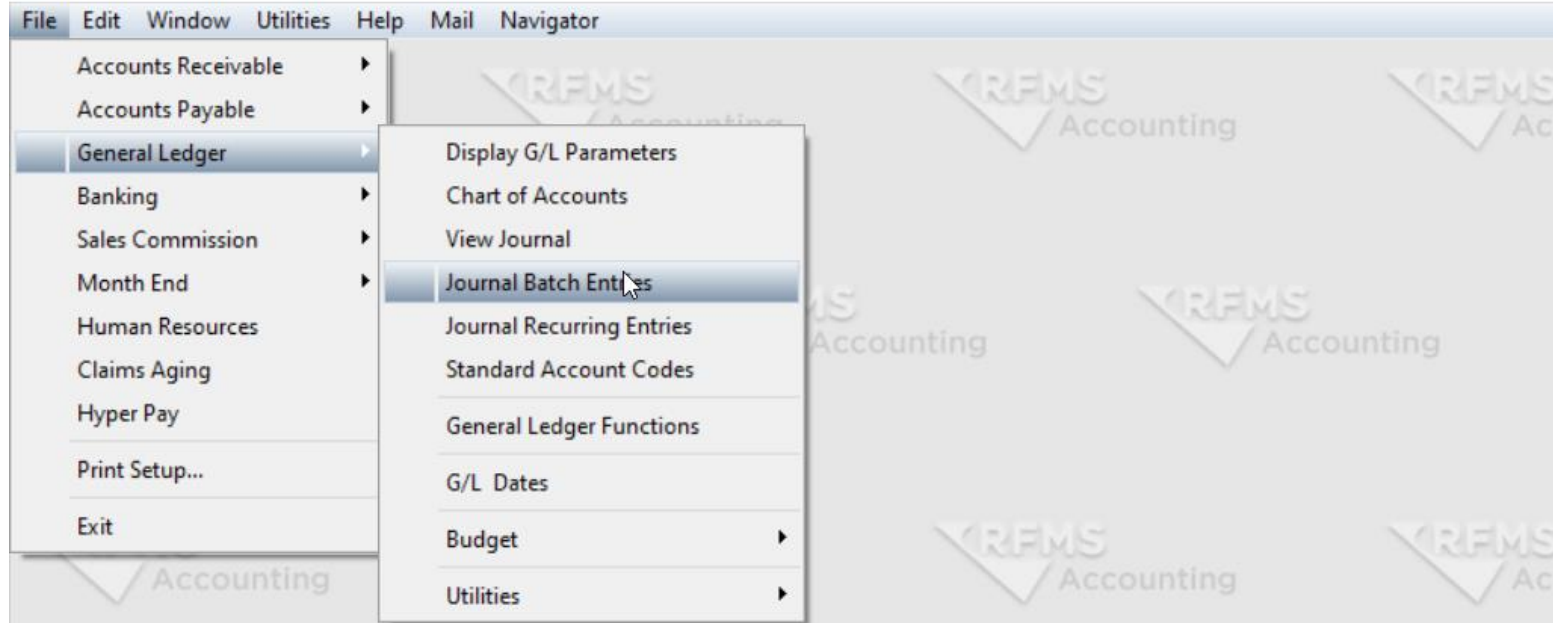 File Edit Window Utilities Help Mail Navigator
Accounts Receivable
Accounts Payable
General Ledger
Banking
Sales Commission
Month End
Human Resources
Claims Aging
Hyper Pay
Print Setup...
Exit
Display G/L Parameters
Chart of Accounts
View Journal
Journal Batch Entries
Journal Recurring Entries
Standard Account Codes
General Ledger Functions
G/L Dates
Budget
Utilities
RFMS
Accounting
RFMS
Accounting
RFMS
Ac
MS
Accounting
RFMS
Accounting
Accounting
RFMS
Accounting
RFMS
Ac